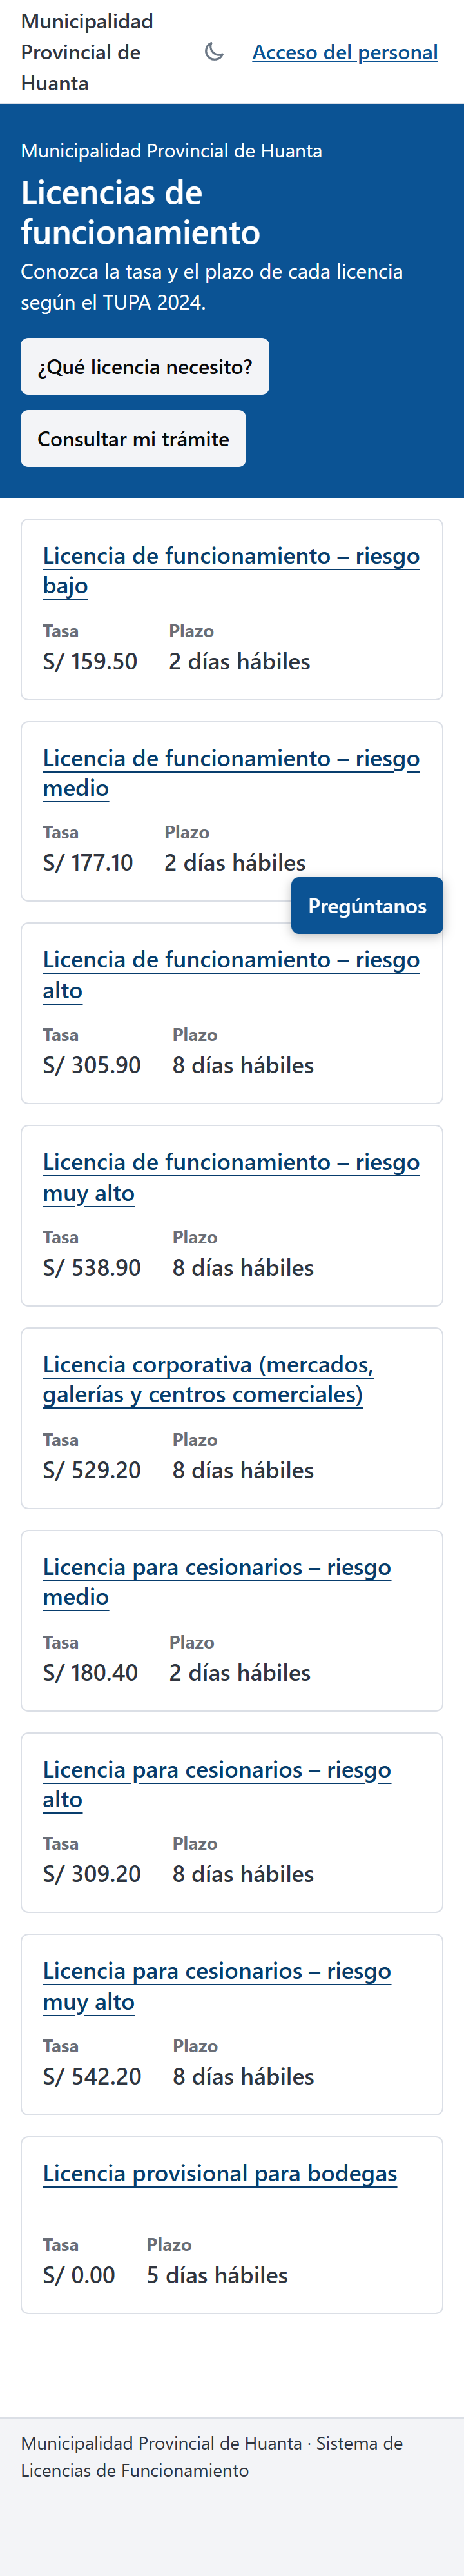 Municipalidad
Provincial de
Huanta
Acceso del personal
Municipalidad Provincial de Huanta
Licencias de
funcionamiento
Conozca la tasa y el plazo de cada licencia
según el TUPA 2024.
¿Qué licencia necesito?
Consultar mi trámite
Licencia de funcionamiento – riesgo
bajo
Tasa Plazo
S/ 159.50 2 días hábiles
Licencia de funcionamiento – riesgo
medio
Tasa Plazo
S/ 177.10 2 días hábiles
Pregúntanos
Licencia de funcionamiento – riesgo
alto
Tasa Plazo
S/ 305.90 8 días hábiles
Licencia de funcionamiento – riesgo
muy alto
Tasa Plazo
S/ 538.90 8 días hábiles
Licencia corporativa (mercados,
galerías y centros comerciales)
Tasa Plazo
S/ 529.20 8 días hábiles
Licencia para cesionarios – riesgo
medio
Tasa Plazo
S/ 180.40 2 días hábiles
Licencia para cesionarios – riesgo
alto
Tasa Plazo
S/ 309.20 8 días hábiles
Licencia para cesionarios – riesgo
muy alto
Tasa Plazo
S/ 542.20 8 días hábiles
Licencia provisional para bodegas
Tasa Plazo
S/ 0.00 5 días hábiles
Municipalidad Provincial de Huanta · Sistema de
Licencias de Funcionamiento